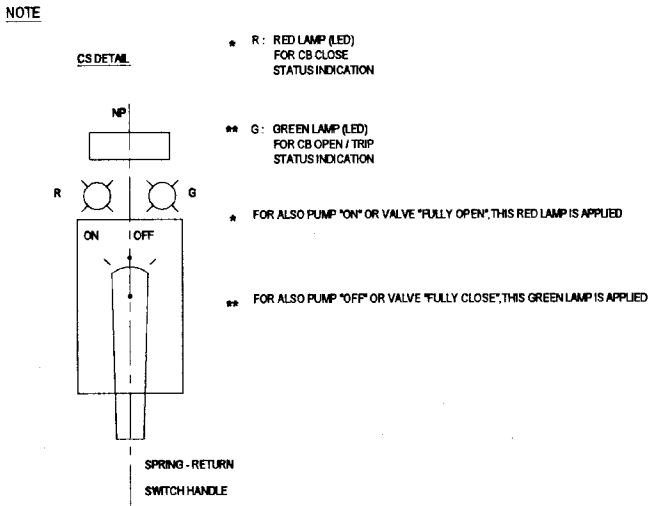 NOTE
CS DETAIL
* R : RED LAMP (LED)
FOR CB CLOSE
STATUS INDICATION
NP
** G : GREEN LAMP (LED)
FOR CB OPEN / TRIP
STATUS INDICATION
R G
* FOR ALSO PUMP "ON" OR VALVE "FULLY OPEN", THIS RED LAMP IS APPLIED
ON OFF
** FOR ALSO PUMP "OFF" OR VALVE "FULLY CLOSE", THIS GREEN LAMP IS APPLIED
SPRING - RETURN
SWITCH HANDLE